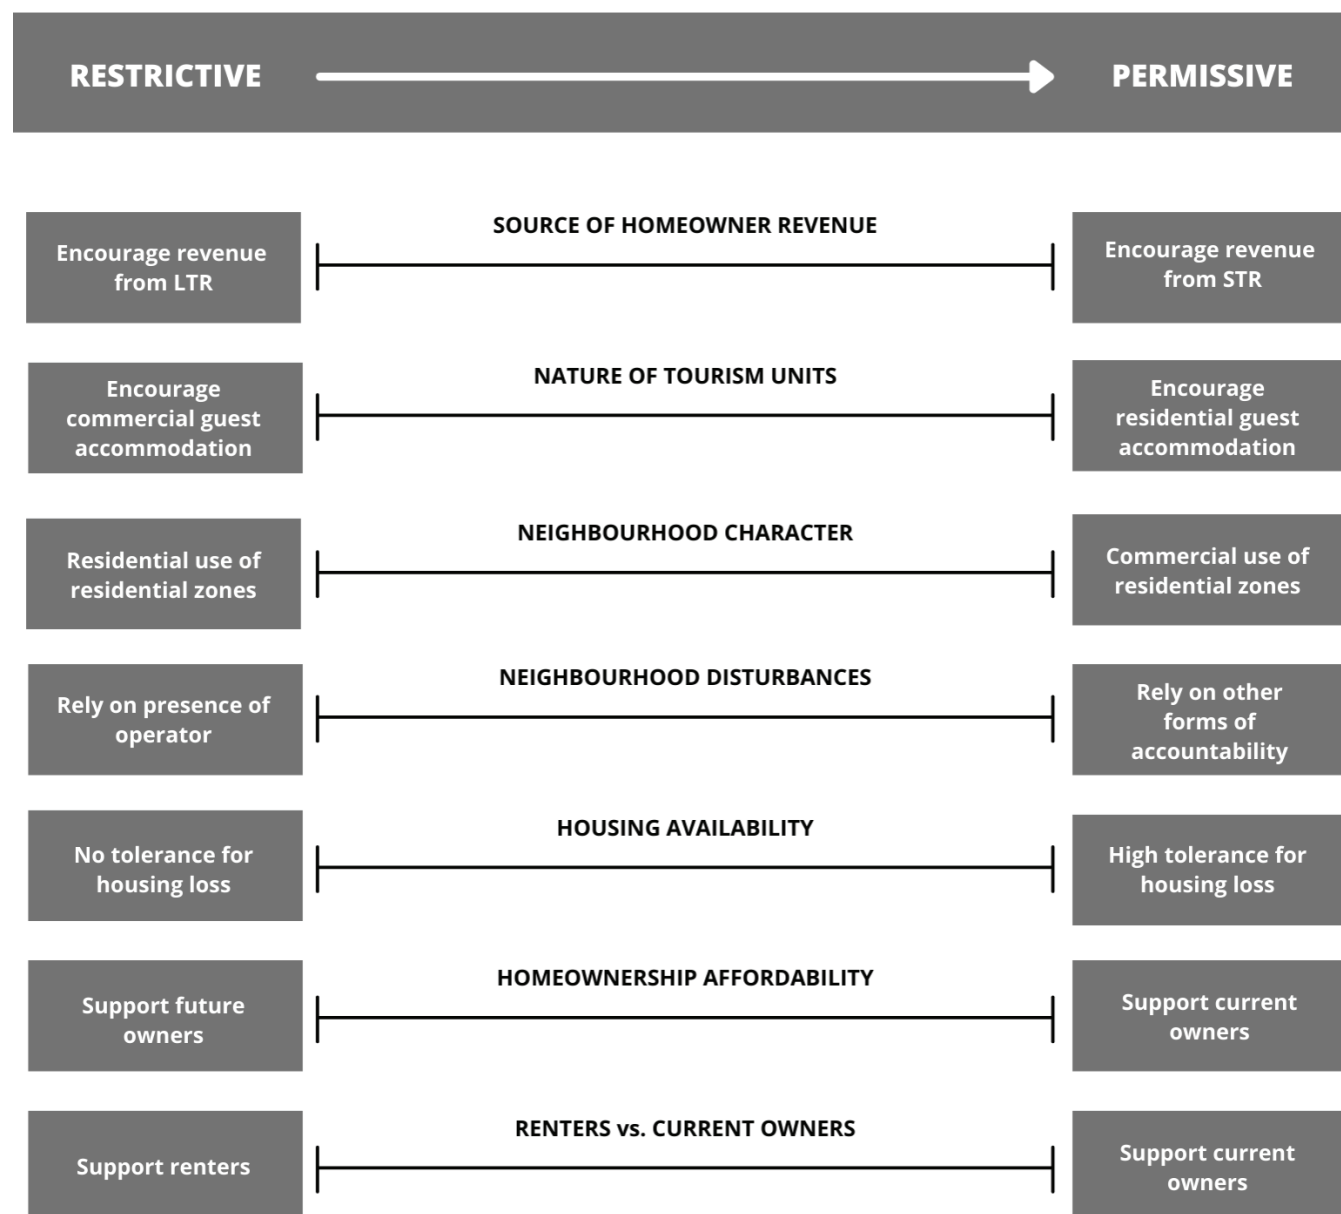 RESTRICTIVE
PERMISSIVE
SOURCE OF HOMEOWNER REVENUE
Encourage revenue
from LTR
Encourage revenue
from STR
NATURE OF TOURISM UNITS
Encourage
commercial guest
accommodation
Encourage
residential guest
accommodation
NEIGHBOURHOOD CHARACTER
Residential use of
residential zones
Commercial use of
residential zones
NEIGHBOURHOOD DISTURBANCES
Rely on presence of
operator
Rely on other
forms of
accountability
HOUSING AVAILABILITY
No tolerance for
housing loss
High tolerance for
housing loss
HOMEOWNERSHIP AFFORDABILITY
Support future
owners
Support current
owners
RENTERS vs. CURRENT OWNERS
Support renters
Support current
owners